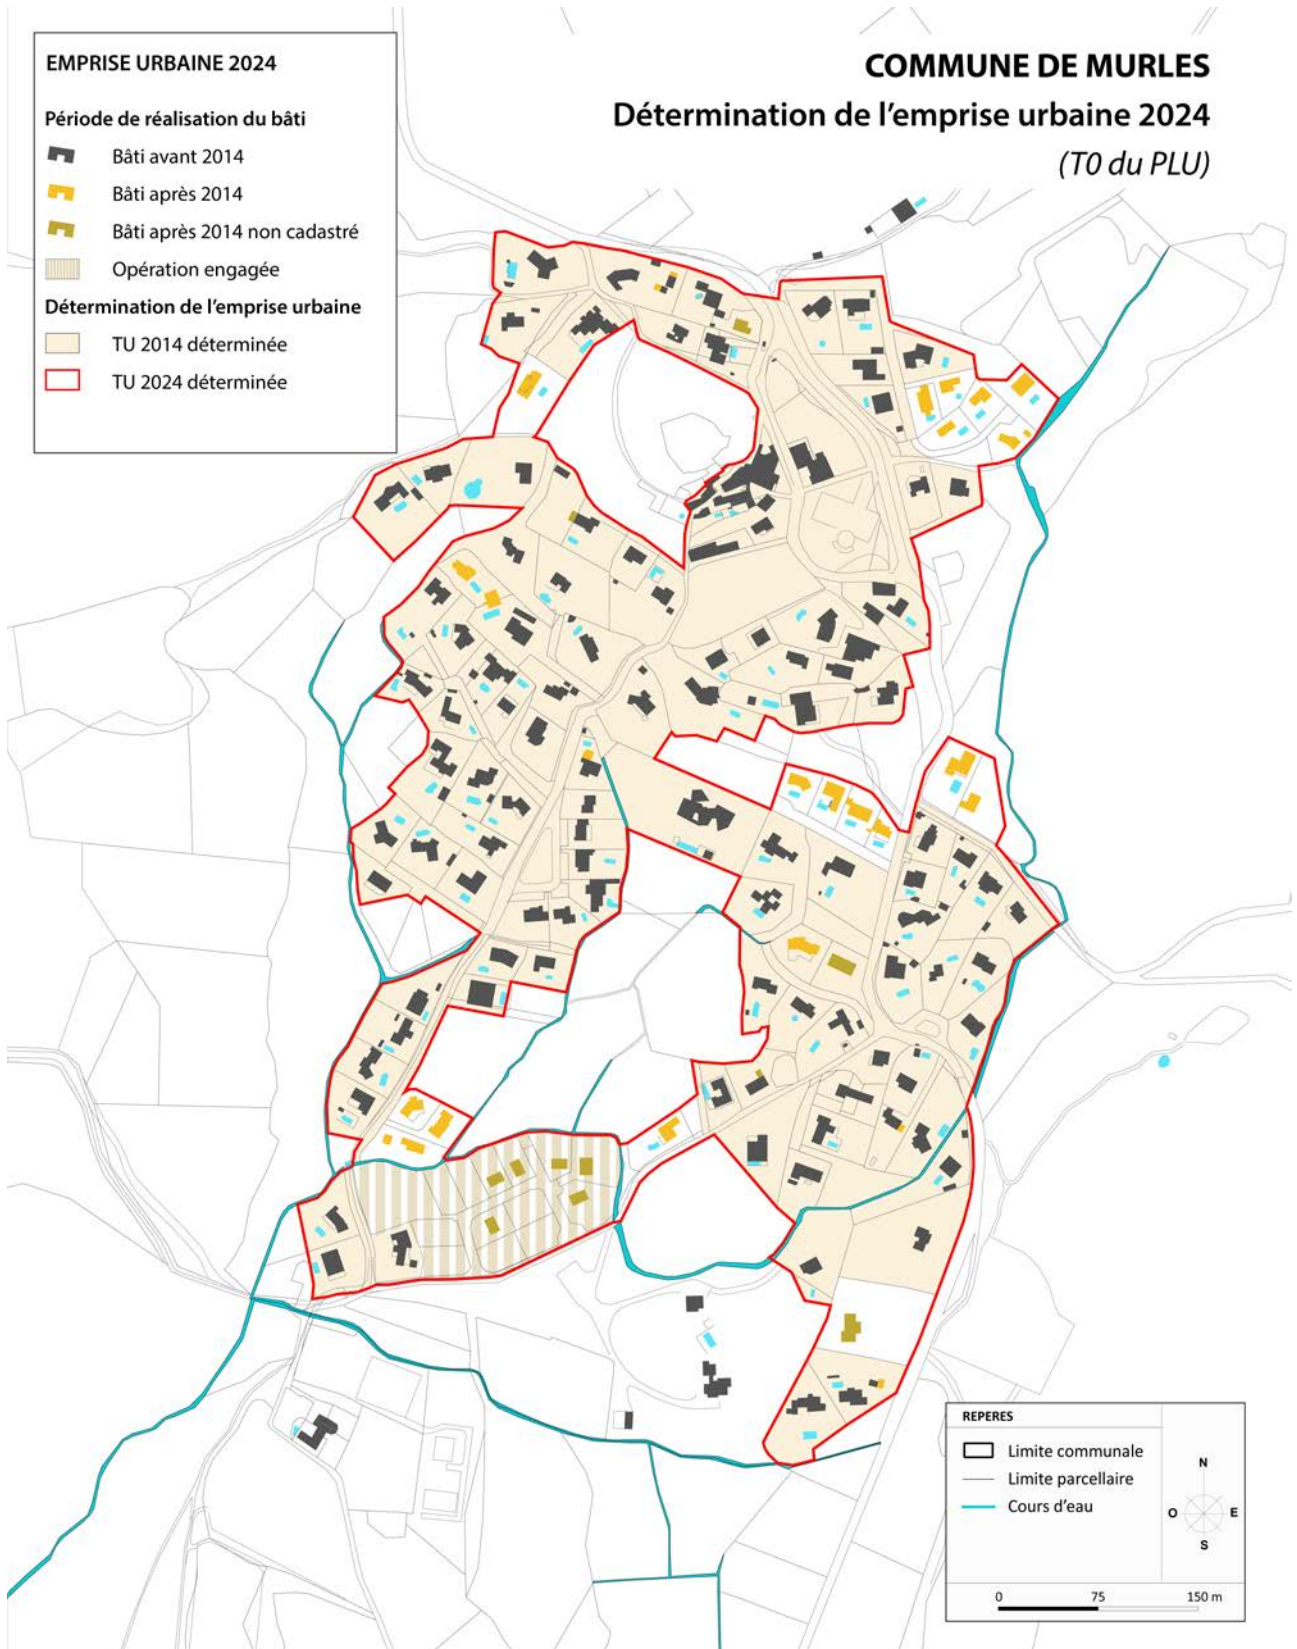 EMPRISE URBAINE 2024
Période de réalisation du bâti
Bâti avant 2014
Bâti après 2014
Bâti après 2014 non cadastré
Opération engagée
Détermination de l'emprise urbaine
TU 2014 déterminée
TU 2024 déterminée
COMMUNE DE MURLES
Détermination de l'emprise urbaine 2024
(T0 du PLU)
REPERES
Limite communale
Limite parcellaire
Cours d'eau
N
O E
S
0 75 150 m